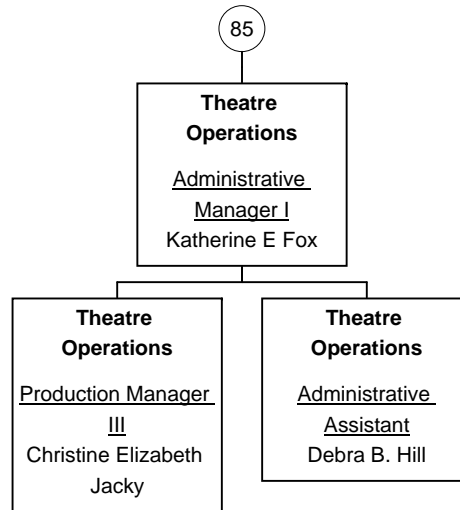 85
Theatre
Operations
Administrative
Manager I
Katherine E Fox
Theatre
Operations
Production Manager
III
Christine Elizabeth
Jacky
Theatre
Operations
Administrative
Assistant
Debra B. Hill